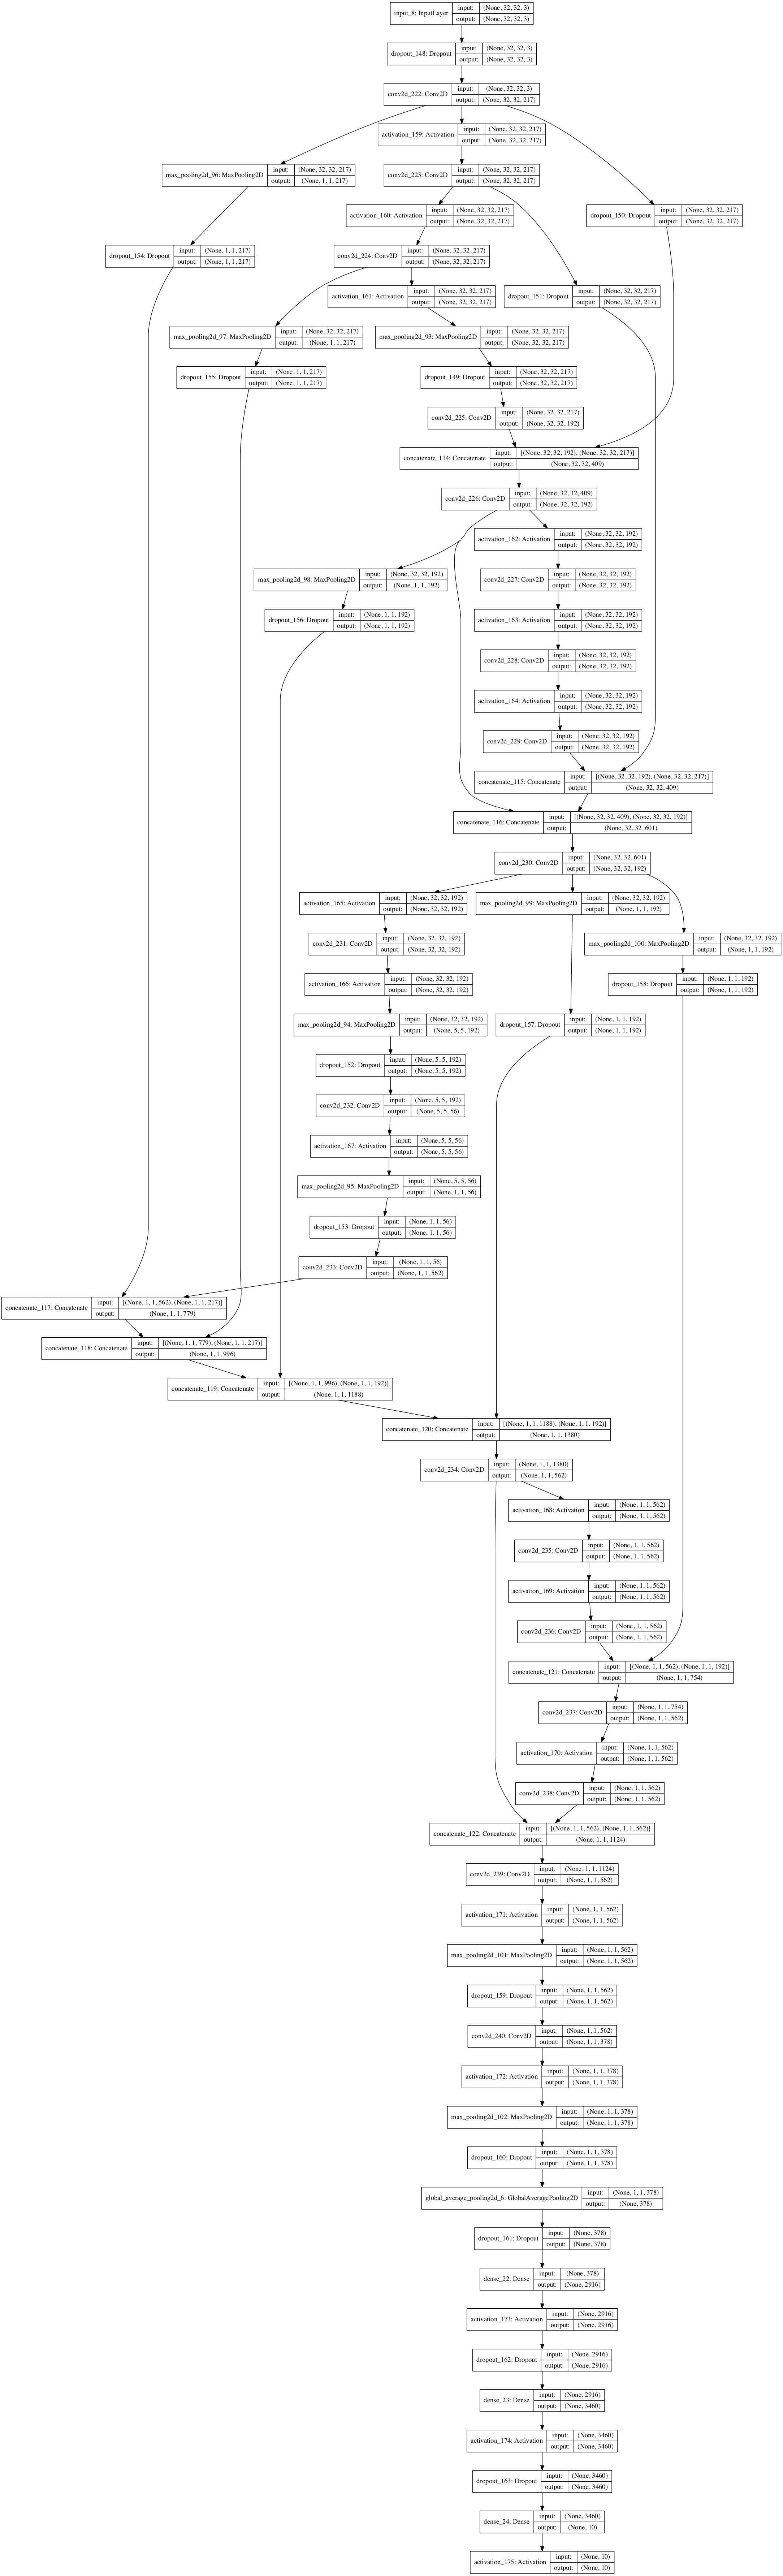 input_8: InputLayer
input: (None, 32, 32, 3)
output: (None, 32, 32, 3)
dropout_148: Dropout
input: (None, 32, 32, 3)
output: (None, 32, 32, 3)
conv2d_222: Conv2D
input: (None, 32, 32, 3)
output: (None, 32, 32, 217)
activation_159: Activation
input: (None, 32, 32, 217)
output: (None, 32, 32, 217)
max_pooling2d_96: MaxPooling2D
input: (None, 32, 32, 217)
output: (None, 1, 1, 217)
conv2d_223: Conv2D
input: (None, 32, 32, 217)
output: (None, 32, 32, 217)
activation_160: Activation
input: (None, 32, 32, 217)
output: (None, 32, 32, 217)
dropout_150: Dropout
input: (None, 32, 32, 217)
output: (None, 32, 32, 217)
dropout_154: Dropout
input: (None, 1, 1, 217)
output: (None, 1, 1, 217)
conv2d_224: Conv2D
input: (None, 32, 32, 217)
output: (None, 32, 32, 217)
activation_161: Activation
input: (None, 32, 32, 217)
output: (None, 32, 32, 217)
dropout_151: Dropout
input: (None, 32, 32, 217)
output: (None, 32, 32, 217)
max_pooling2d_97: MaxPooling2D
input: (None, 32, 32, 217)
output: (None, 1, 1, 217)
max_pooling2d_93: MaxPooling2D
input: (None, 32, 32, 217)
output: (None, 32, 32, 217)
dropout_155: Dropout
input: (None, 1, 1, 217)
output: (None, 1, 1, 217)
dropout_149: Dropout
input: (None, 32, 32, 217)
output: (None, 32, 32, 217)
conv2d_225: Conv2D
input: (None, 32, 32, 217)
output: (None, 32, 32, 192)
concatenate_114: Concatenate
input: [(None, 32, 32, 192), (None, 32, 32, 217)]
output: (None, 32, 32, 409)
conv2d_226: Conv2D
input: (None, 32, 32, 409)
output: (None, 32, 32, 192)
activation_162: Activation
input: (None, 32, 32, 192)
output: (None, 32, 32, 192)
max_pooling2d_98: MaxPooling2D
input: (None, 32, 32, 192)
output: (None, 1, 1, 192)
conv2d_227: Conv2D
input: (None, 32, 32, 192)
output: (None, 32, 32, 192)
dropout_156: Dropout
input: (None, 1, 1, 192)
output: (None, 1, 1, 192)
activation_163: Activation
input: (None, 32, 32, 192)
output: (None, 32, 32, 192)
conv2d_228: Conv2D
input: (None, 32, 32, 192)
output: (None, 32, 32, 192)
activation_164: Activation
input: (None, 32, 32, 192)
output: (None, 32, 32, 192)
conv2d_229: Conv2D
input: (None, 32, 32, 192)
output: (None, 32, 32, 192)
concatenate_115: Concatenate
input: [(None, 32, 32, 192), (None, 32, 32, 217)]
output: (None, 32, 32, 409)
concatenate_116: Concatenate
input: [(None, 32, 32, 409), (None, 32, 32, 192)]
output: (None, 32, 32, 601)
conv2d_230: Conv2D
input: (None, 32, 32, 601)
output: (None, 32, 32, 192)
activation_165: Activation
input: (None, 32, 32, 192)
output: (None, 32, 32, 192)
max_pooling2d_99: MaxPooling2D
input: (None, 32, 32, 192)
output: (None, 1, 1, 192)
conv2d_231: Conv2D
input: (None, 32, 32, 192)
output: (None, 32, 32, 192)
max_pooling2d_100: MaxPooling2D
input: (None, 32, 32, 192)
output: (None, 1, 1, 192)
activation_166: Activation
input: (None, 32, 32, 192)
output: (None, 32, 32, 192)
dropout_158: Dropout
input: (None, 1, 1, 192)
output: (None, 1, 1, 192)
max_pooling2d_94: MaxPooling2D
input: (None, 32, 32, 192)
output: (None, 5, 5, 192)
dropout_157: Dropout
input: (None, 1, 1, 192)
output: (None, 1, 1, 192)
dropout_152: Dropout
input: (None, 5, 5, 192)
output: (None, 5, 5, 192)
conv2d_232: Conv2D
input: (None, 5, 5, 192)
output: (None, 5, 5, 56)
activation_167: Activation
input: (None, 5, 5, 56)
output: (None, 5, 5, 56)
max_pooling2d_95: MaxPooling2D
input: (None, 5, 5, 56)
output: (None, 1, 1, 56)
dropout_153: Dropout
input: (None, 1, 1, 56)
output: (None, 1, 1, 56)
conv2d_233: Conv2D
input: (None, 1, 1, 56)
output: (None, 1, 1, 562)
concatenate_117: Concatenate
input: [(None, 1, 1, 562), (None, 1, 1, 217)]
output: (None, 1, 1, 779)
concatenate_118: Concatenate
input: [(None, 1, 1, 779), (None, 1, 1, 217)]
output: (None, 1, 1, 996)
concatenate_119: Concatenate
input: [(None, 1, 1, 996), (None, 1, 1, 192)]
output: (None, 1, 1, 1188)
concatenate_120: Concatenate
input: [(None, 1, 1, 1188), (None, 1, 1, 192)]
output: (None, 1, 1, 1380)
conv2d_234: Conv2D
input: (None, 1, 1, 1380)
output: (None, 1, 1, 562)
activation_168: Activation
input: (None, 1, 1, 562)
output: (None, 1, 1, 562)
conv2d_235: Conv2D
input: (None, 1, 1, 562)
output: (None, 1, 1, 562)
activation_169: Activation
input: (None, 1, 1, 562)
output: (None, 1, 1, 562)
conv2d_236: Conv2D
input: (None, 1, 1, 562)
output: (None, 1, 1, 562)
concatenate_121: Concatenate
input: [(None, 1, 1, 562), (None, 1, 1, 192)]
output: (None, 1, 1, 754)
conv2d_237: Conv2D
input: (None, 1, 1, 754)
output: (None, 1, 1, 562)
activation_170: Activation
input: (None, 1, 1, 562)
output: (None, 1, 1, 562)
conv2d_238: Conv2D
input: (None, 1, 1, 562)
output: (None, 1, 1, 562)
concatenate_122: Concatenate
input: [(None, 1, 1, 562), (None, 1, 1, 562)]
output: (None, 1, 1, 1124)
conv2d_239: Conv2D
input: (None, 1, 1, 1124)
output: (None, 1, 1, 562)
activation_171: Activation
input: (None, 1, 1, 562)
output: (None, 1, 1, 562)
max_pooling2d_101: MaxPooling2D
input: (None, 1, 1, 562)
output: (None, 1, 1, 562)
dropout_159: Dropout
input: (None, 1, 1, 562)
output: (None, 1, 1, 562)
conv2d_240: Conv2D
input: (None, 1, 1, 562)
output: (None, 1, 1, 378)
activation_172: Activation
input: (None, 1, 1, 378)
output: (None, 1, 1, 378)
max_pooling2d_102: MaxPooling2D
input: (None, 1, 1, 378)
output: (None, 1, 1, 378)
dropout_160: Dropout
input: (None, 1, 1, 378)
output: (None, 1, 1, 378)
global_average_pooling2d_6: GlobalAveragePooling2D
input: (None, 1, 1, 378)
output: (None, 378)
dropout_161: Dropout
input: (None, 378)
output: (None, 378)
dense_22: Dense
input: (None, 378)
output: (None, 2916)
activation_173: Activation
input: (None, 2916)
output: (None, 2916)
dropout_162: Dropout
input: (None, 2916)
output: (None, 2916)
dense_23: Dense
input: (None, 2916)
output: (None, 3460)
activation_174: Activation
input: (None, 3460)
output: (None, 3460)
dropout_163: Dropout
input: (None, 3460)
output: (None, 3460)
dense_24: Dense
input: (None, 3460)
output: (None, 10)
activation_175: Activation
input: (None, 10)
output: (None, 10)